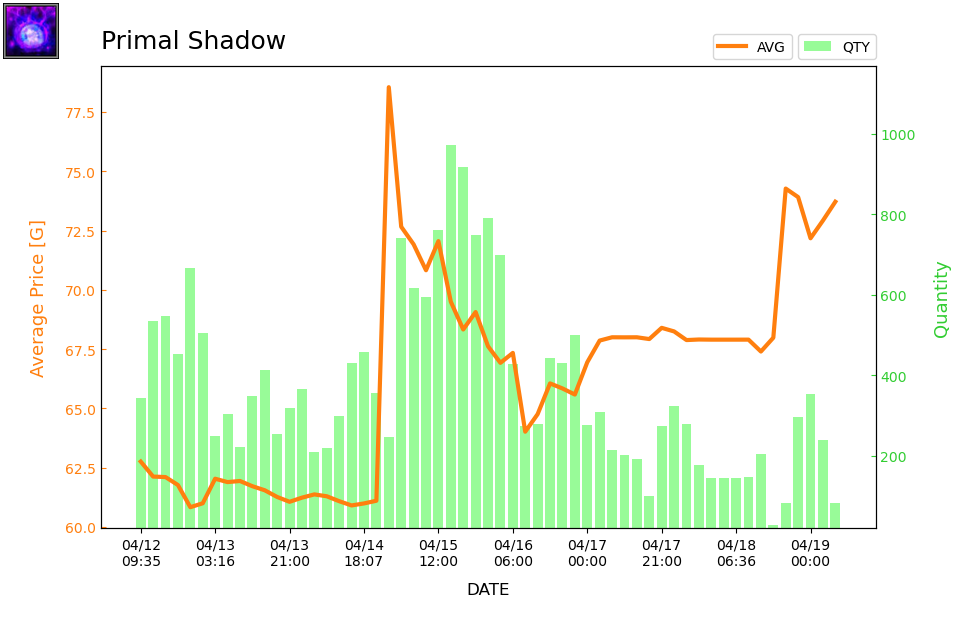 Primal Shadow
AVG
QTY
Average Price [G]
77.5
75.0
72.5
70.0
67.5
65.0
62.5
60.0
1000
800
600
400
200
Quantity
04/12 04/13 04/13 04/14 04/15 04/16 04/17 04/17 04/18 04/19
09:35 03:16 21:00 18:07 12:00 06:00 00:00 21:00 06:36 00:00
DATE